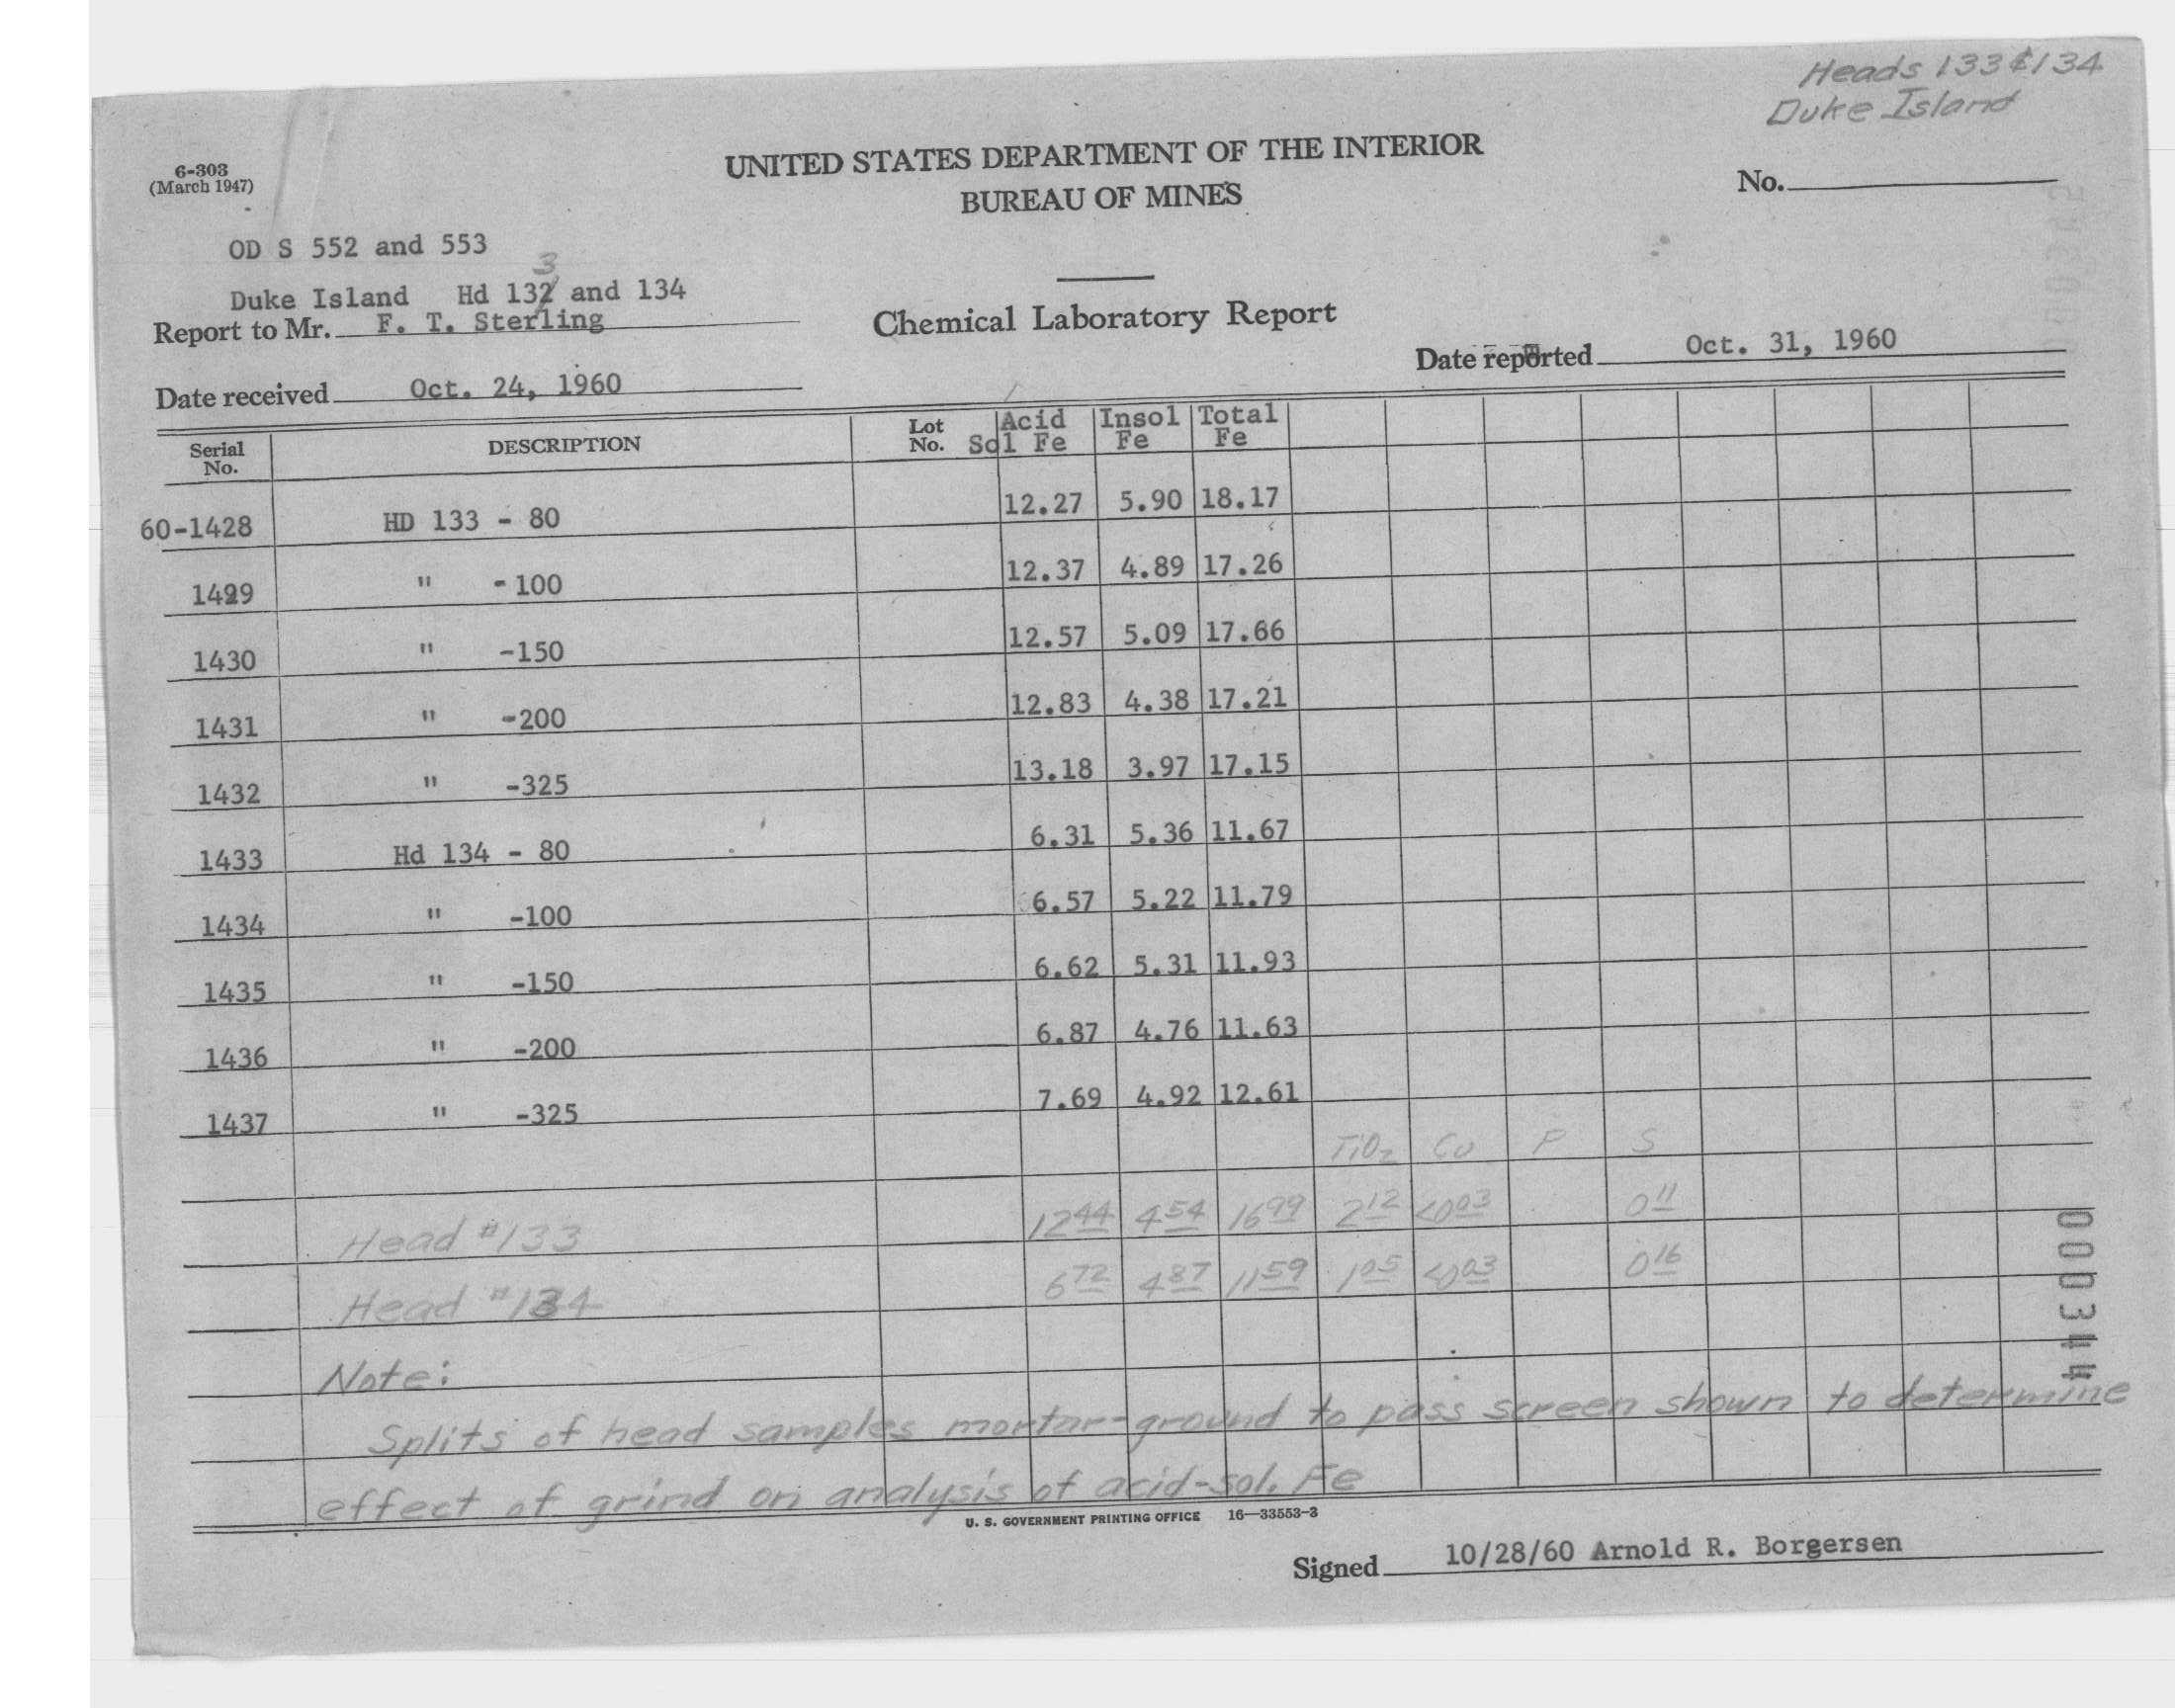 Heads 133 & 134
Duke Island
6-303
(March 1947)
UNITED STATES DEPARTMENT OF THE INTERIOR
BUREAU OF MINES
No.
OD S 552 and 553
3
Duke Island Hd 132 and 134
Report to Mr. F. T. Sterling
Chemical Laboratory Report
Date reported Oct. 31, 1960
Date received Oct. 24, 1960
Serial No. DESCRIPTION Lot No. Acid Sol Fe Insol Fe Total Fe
60-1428 HD 133 - 80 12.27 5.90 18.17
1429 " -100 12.37 4.89 17.26
1430 " -150 12.57 5.09 17.66
1431 " -200 12.83 4.38 17.21
1432 " -325 13.18 3.97 17.15
1433 Hd 134 - 80 6.31 5.36 11.67
1434 " -100 6.57 5.22 11.79
1435 " -150 6.62 5.31 11.93
1436 " -200 6.87 4.76 11.63
1437 " -325 7.69 4.92 12.61
TiO2 Cu P S
Head #133 12 44 4 54 16 99 2 12 <0 03 0 11
Head #134 6 72 4 87 11 59 1 05 <0 03 0 16
Note:
Splits of head samples mortar-ground to pass screen shown to determine
effect of grind on analysis of acid-sol. Fe
U. S. GOVERNMENT PRINTING OFFICE 16—33553-3
Signed 10/28/60 Arnold R. Borgersen
000344